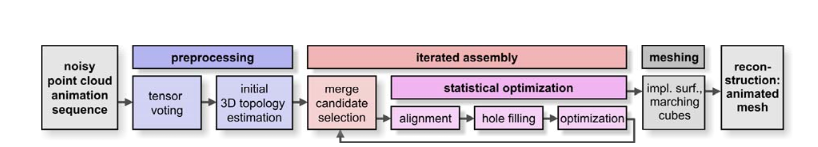 noisy
point cloud
animation
sequence
preprocessing
tensor
voting
initial
3D topology
estimation
iterated assembly
merge
candidate
selection
statistical optimization
alignment
hole filling
optimization
meshing
impl. surf.,
marching
cubes
recon-
struction:
animated
mesh